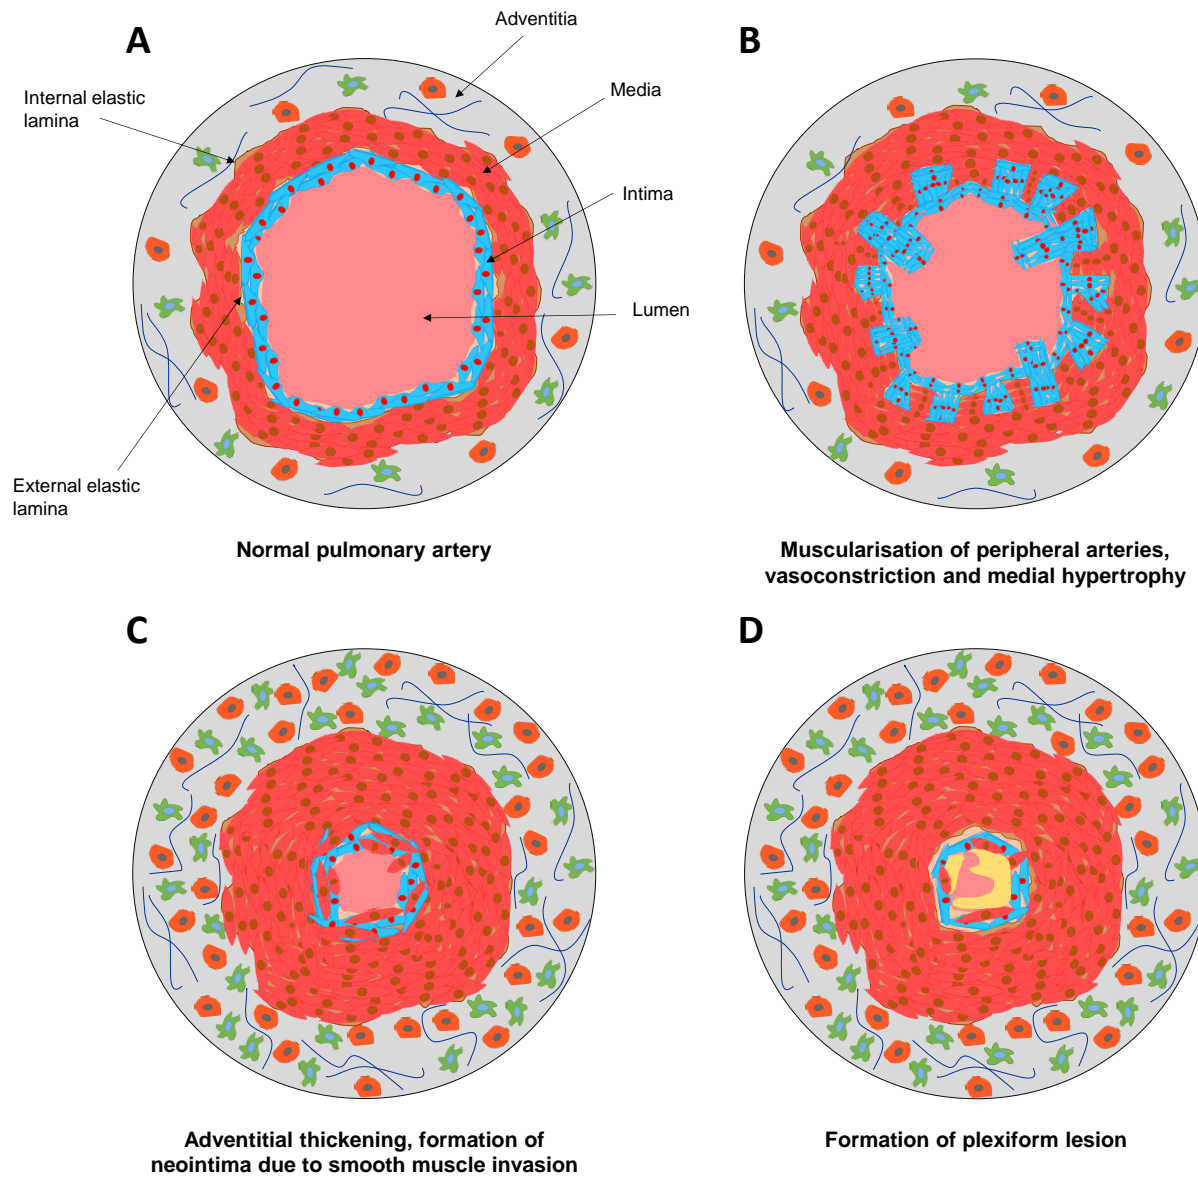 A
Adventitia
B
Media
Internal elastic
lamina
Intima
Lumen
External elastic
lamina
Normal pulmonary artery
Muscularisation of peripheral arteries,
vasoconstriction and medial hypertrophy
C
D
Adventitial thickening, formation of
neointima due to smooth muscle invasion
Formation of plexiform lesion